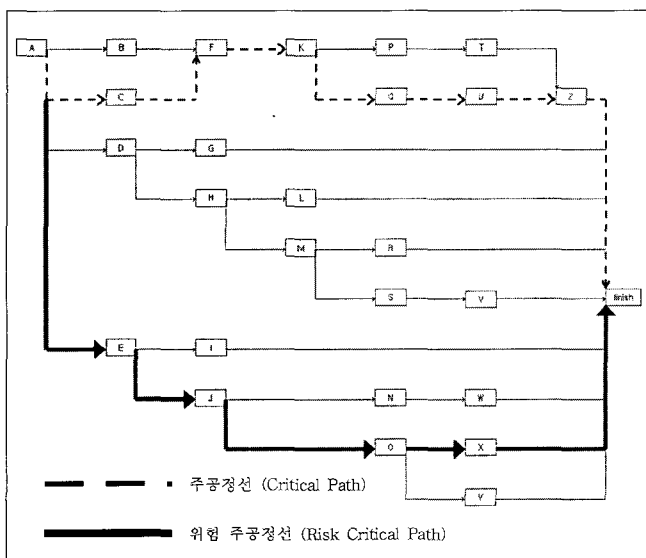 A B F K P T
C Q U Z
D G
H L
M R
S V finish
E I
J N W
O X
Y
주공정선 (Critical Path)
위험 주공정선 (Risk Critical Path)